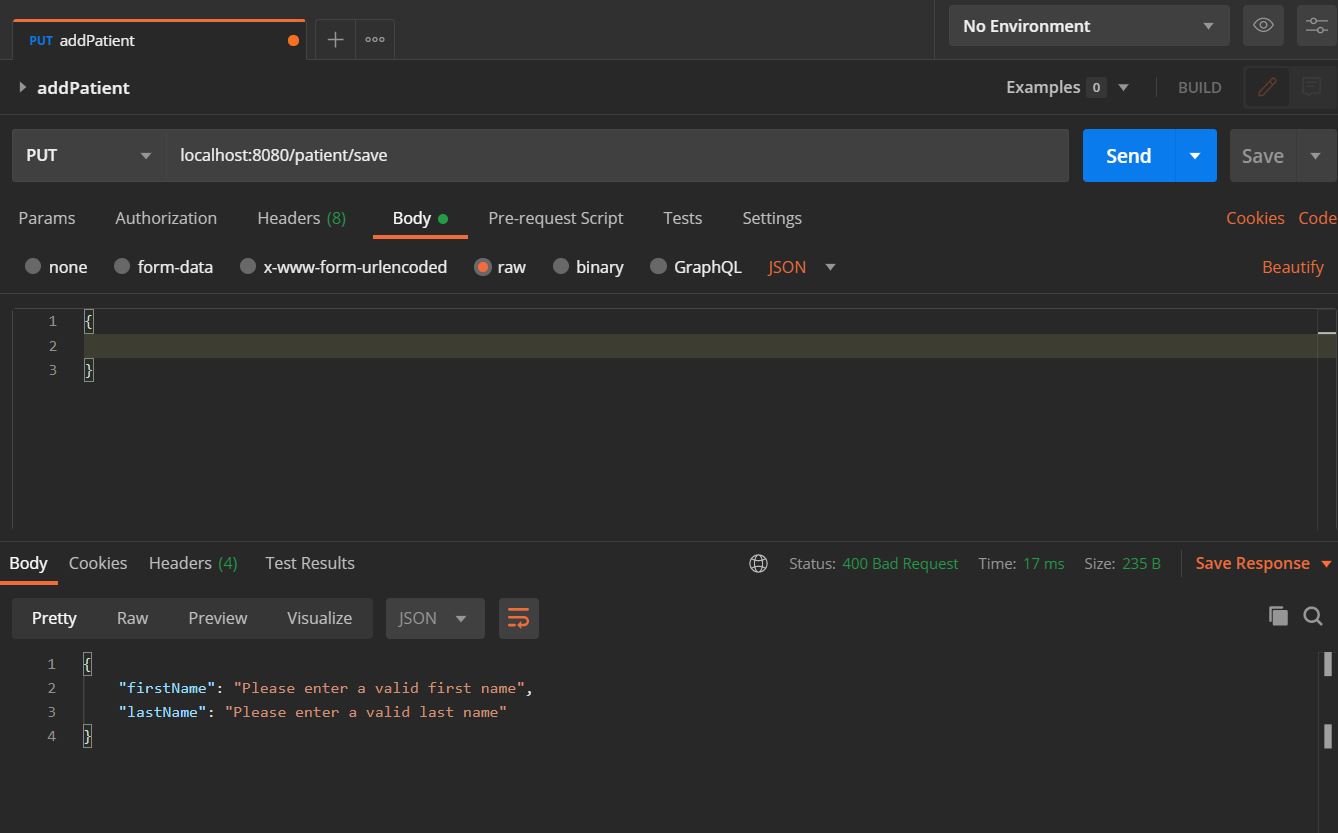 PUT addPatient No Environment
addPatient Examples 0 BUILD
PUT localhost:8080/patient/save Send Save
Params Authorization Headers (8) Body Pre-request Script Tests Settings Cookies Code
none form-data x-www-form-urlencoded raw binary GraphQL JSON Beautify
1 {
2
3 }
Body Cookies Headers (4) Test Results Status: 400 Bad Request Time: 17 ms Size: 235 B Save Response
Pretty Raw Preview Visualize JSON
1 {
2 "firstName": "Please enter a valid first name",
3 "lastName": "Please enter a valid last name"
4 }